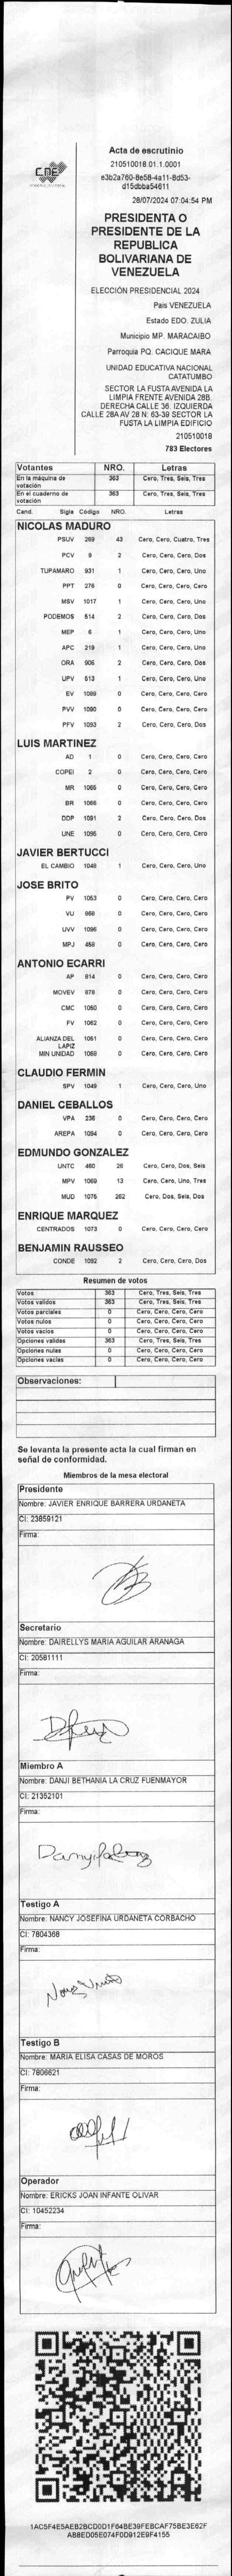 CNE
Acta de escrutinio
210510018.01.1.0001
e3b2a760-8e58-4a11-8d53-
d15dbba54611
28/07/2024 07:04:54 PM
PRESIDENTA O
PRESIDENTE DE LA
REPUBLICA
BOLIVARIANA DE
VENEZUELA
ELECCIÓN PRESIDENCIAL 2024
Pais VENEZUELA
Estado EDO. ZULIA
Municipio MP. MARACAIBO
Parroquia PQ. CACIQUE MARA
UNIDAD EDUCATIVA NACIONAL
CATATUMBO
SECTOR LA FUSTA AVENIDA LA
LIMPIA FRENTE AVENIDA 28B.
DERECHA CALLE 36. IZQUIERDA
CALLE 28A AV 28 N: 63-39 SECTOR LA
FUSTA LA LIMPIA EDIFICIO
210510018
783 Electores
Votantes NRO. Letras
En la máquina de votación 363 Cero, Tres, Seis, Tres
En el cuaderno de votación 363 Cero, Tres, Seis, Tres
Cand. Sigla Código NRO. Letras
NICOLAS MADURO
PSUV 269 43 Cero, Cero, Cuatro, Tres
PCV 9 2 Cero, Cero, Cero, Dos
TUPAMARO 931 1 Cero, Cero, Cero, Uno
PPT 276 0 Cero, Cero, Cero, Cero
MSV 1017 1 Cero, Cero, Cero, Uno
PODEMOS 514 2 Cero, Cero, Cero, Dos
MEP 6 1 Cero, Cero, Cero, Uno
APC 219 1 Cero, Cero, Cero, Uno
ORA 906 2 Cero, Cero, Cero, Dos
UPV 513 1 Cero, Cero, Cero, Uno
EV 1089 0 Cero, Cero, Cero, Cero
PVV 1090 0 Cero, Cero, Cero, Cero
PFV 1093 2 Cero, Cero, Cero, Dos
LUIS MARTINEZ
AD 1 0 Cero, Cero, Cero, Cero
COPEI 2 0 Cero, Cero, Cero, Cero
MR 1065 0 Cero, Cero, Cero, Cero
BR 1066 0 Cero, Cero, Cero, Cero
DDP 1091 2 Cero, Cero, Cero, Dos
UNE 1095 0 Cero, Cero, Cero, Cero
JAVIER BERTUCCI
EL CAMBIO 1048 1 Cero, Cero, Cero, Uno
JOSE BRITO
PV 1053 0 Cero, Cero, Cero, Cero
VU 868 0 Cero, Cero, Cero, Cero
UVV 1096 0 Cero, Cero, Cero, Cero
MPJ 458 0 Cero, Cero, Cero, Cero
ANTONIO ECARRI
AP 814 0 Cero, Cero, Cero, Cero
MOVEV 878 0 Cero, Cero, Cero, Cero
CMC 1050 0 Cero, Cero, Cero, Cero
FV 1062 0 Cero, Cero, Cero, Cero
ALIANZA DEL LAPIZ 1051 0 Cero, Cero, Cero, Cero
MIN UNIDAD 1069 0 Cero, Cero, Cero, Cero
CLAUDIO FERMIN
SPV 1049 1 Cero, Cero, Cero, Uno
DANIEL CEBALLOS
VPA 236 0 Cero, Cero, Cero, Cero
AREPA 1094 0 Cero, Cero, Cero, Cero
EDMUNDO GONZALEZ
UNTC 460 26 Cero, Cero, Dos, Seis
MPV 1069 13 Cero, Cero, Uno, Tres
MUD 1075 262 Cero, Dos, Seis, Dos
ENRIQUE MARQUEZ
CENTRADOS 1073 0 Cero, Cero, Cero, Cero
BENJAMIN RAUSSEO
CONDE 1092 2 Cero, Cero, Cero, Dos
Resumen de votos
Votos 363 Cero, Tres, Seis, Tres
Votos validos 363 Cero, Tres, Seis, Tres
Votos parciales 0 Cero, Cero, Cero, Cero
Votos nulos 0 Cero, Cero, Cero, Cero
Votos vacios 0 Cero, Cero, Cero, Cero
Opciones validas 363 Cero, Tres, Seis, Tres
Opciones nulas 0 Cero, Cero, Cero, Cero
Opciones vacias 0 Cero, Cero, Cero, Cero
Observaciones:
Se levanta la presente acta la cual firman en
señal de conformidad.
Miembros de la mesa electoral
Presidente
Nombre: JAVIER ENRIQUE BARRERA URDANETA
CI: 23859121
Firma:
Secretario
Nombre: DAIRELLYS MARIA AGUILAR ARANAGA
CI: 20581111
Firma:
Miembro A
Nombre: DANJI BETHANIA LA CRUZ FUENMAYOR
CI: 21352101
Firma:
Testigo A
Nombre: NANCY JOSEFINA URDANETA CORBACHO
CI: 7804368
Firma:
Testigo B
Nombre: MARIA ELISA CASAS DE MOROS
CI: 7806621
Firma:
Operador
Nombre: ERICKS JOAN INFANTE OLIVAR
CI: 10452234
Firma:
1AC5F4E5AEB2BCD0D1F64BE39FEBCAF75BE3E62F
AB8ED05E074F0D912E9F4155